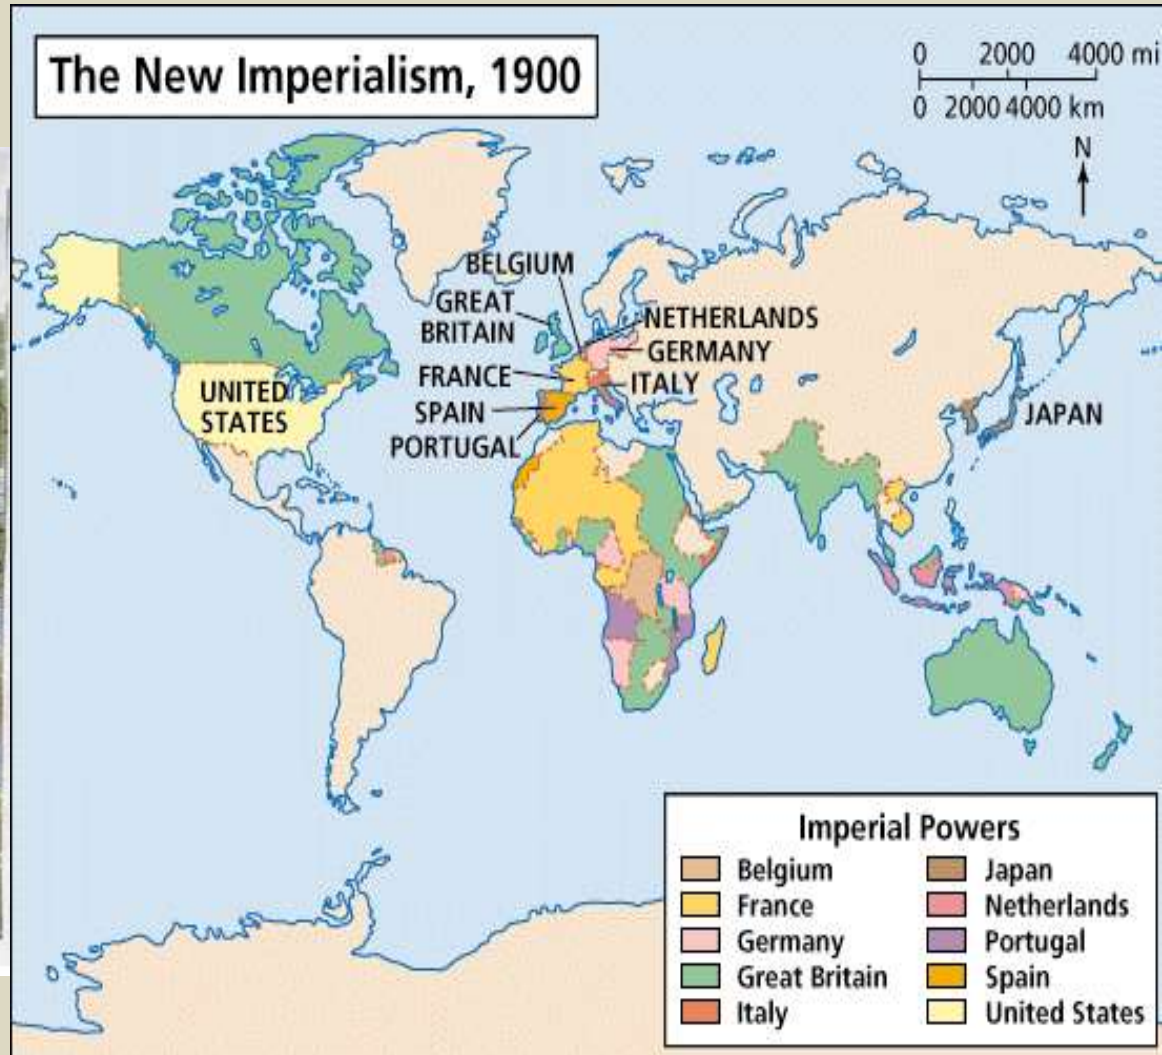 The New Imperialism, 1900
0 2000 4000 mi
0 2000 4000 km
N
BELGIUM
GREAT
BRITAIN
NETHERLANDS
GERMANY
FRANCE
ITALY
SPAIN
PORTUGAL
UNITED
STATES
JAPAN
Imperial Powers
Belgium
France
Germany
Great Britain
Italy
Japan
Netherlands
Portugal
Spain
United States